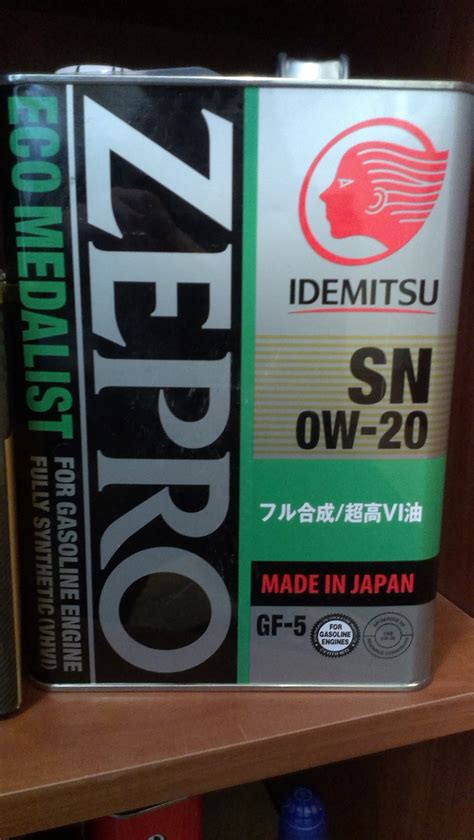 ZEPRO
ECO MEDALIST
FOR GASOLINE ENGINE
FULLY SYNTHETIC (VHVI)
IDEMITSU
SN
0W-20
フル合成/超高VI油
MADE IN JAPAN
GF-5
FOR
GASOLINE
ENGINES